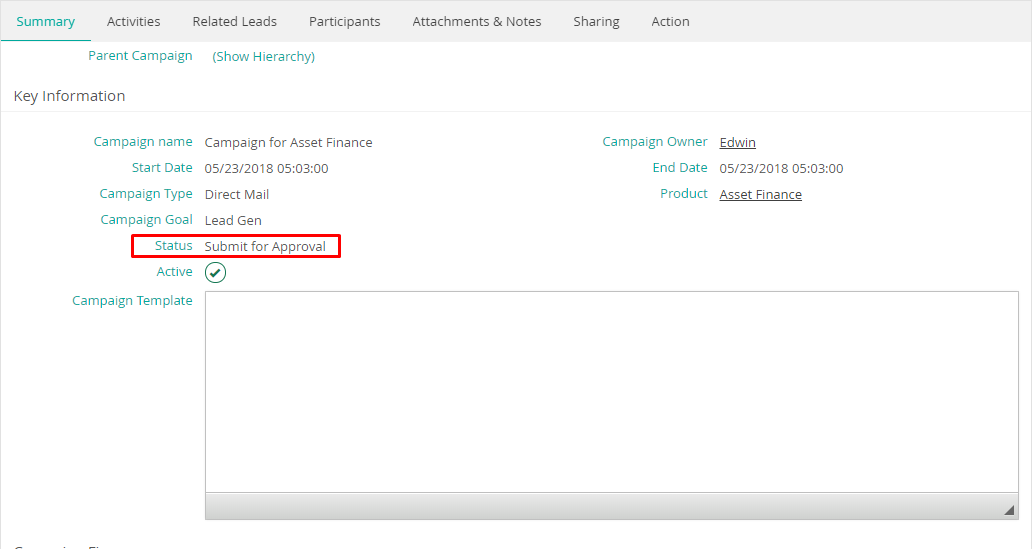 Summary Activities Related Leads Participants Attachments & Notes Sharing Action
Parent Campaign (Show Hierarchy)
Key Information
Campaign name Campaign for Asset Finance Campaign Owner Edwin
Start Date 05/23/2018 05:03:00 End Date 05/23/2018 05:03:00
Campaign Type Direct Mail Product Asset Finance
Campaign Goal Lead Gen
Status Submit for Approval
Active
Campaign Template